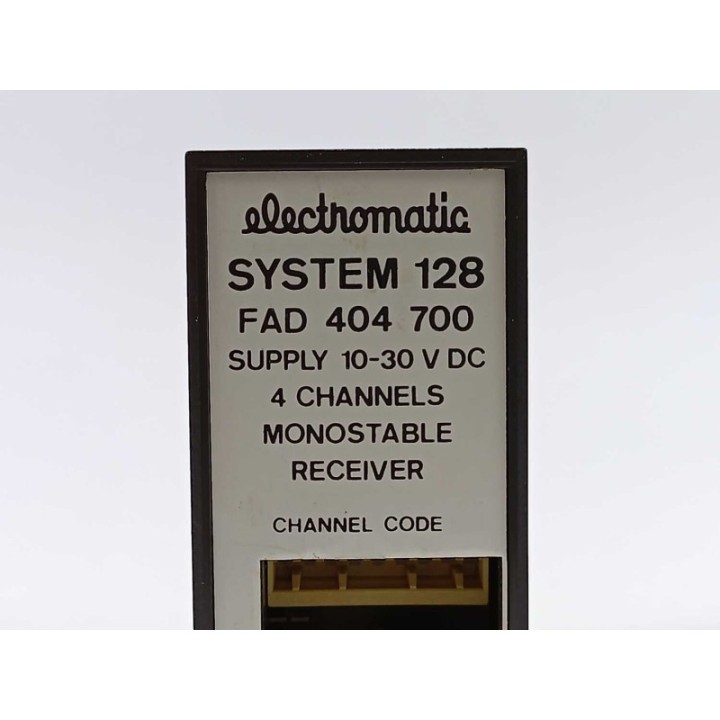 electromatic
SYSTEM 128
FAD 404 700
SUPPLY 10-30 V DC
4 CHANNELS
MONOSTABLE
RECEIVER
CHANNEL CODE